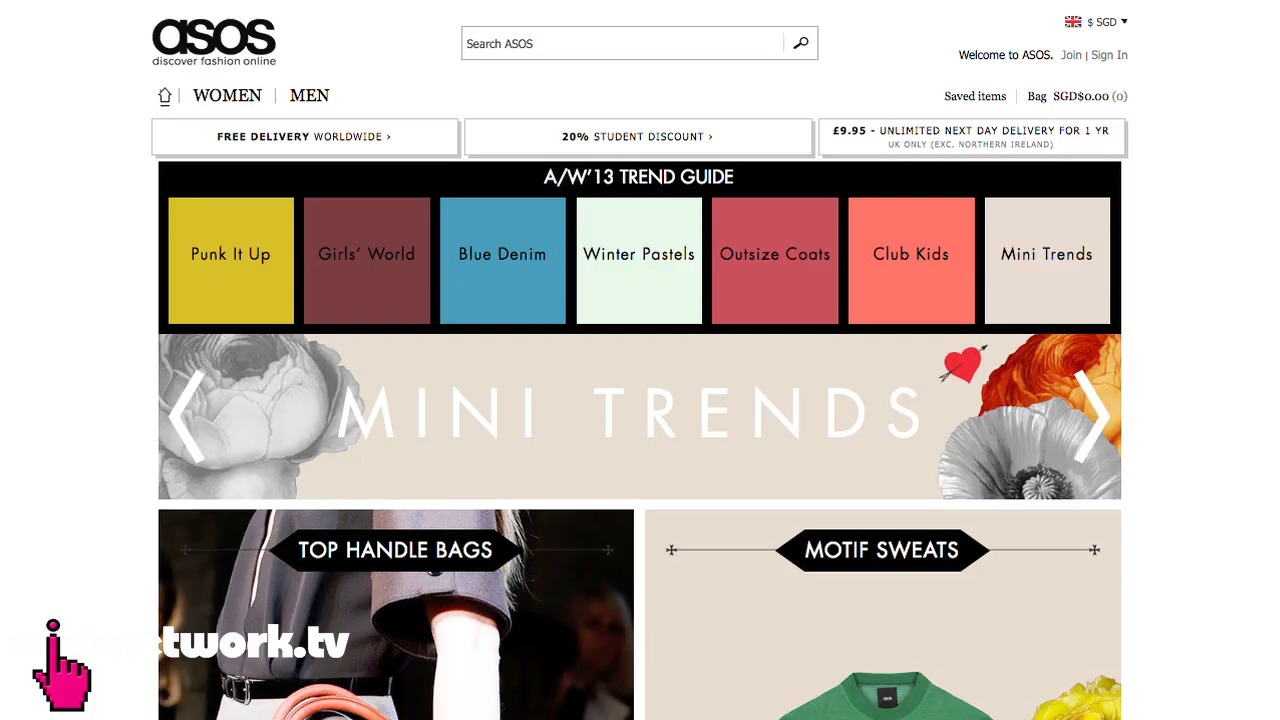 asos
discover fashion online
Search ASOS
$ SGD
Welcome to ASOS. Join | Sign In
WOMEN | MEN
Saved items | Bag SGD$0.00 (0)
FREE DELIVERY WORLDWIDE ›
20% STUDENT DISCOUNT ›
£9.95 - UNLIMITED NEXT DAY DELIVERY FOR 1 YR
UK ONLY (EXC. NORTHERN IRELAND)
A/W'13 TREND GUIDE
Punk It Up
Girls' World
Blue Denim
Winter Pastels
Outsize Coats
Club Kids
Mini Trends
MINI TRENDS
TOP HANDLE BAGS
MOTIF SWEATS
etwork.tv